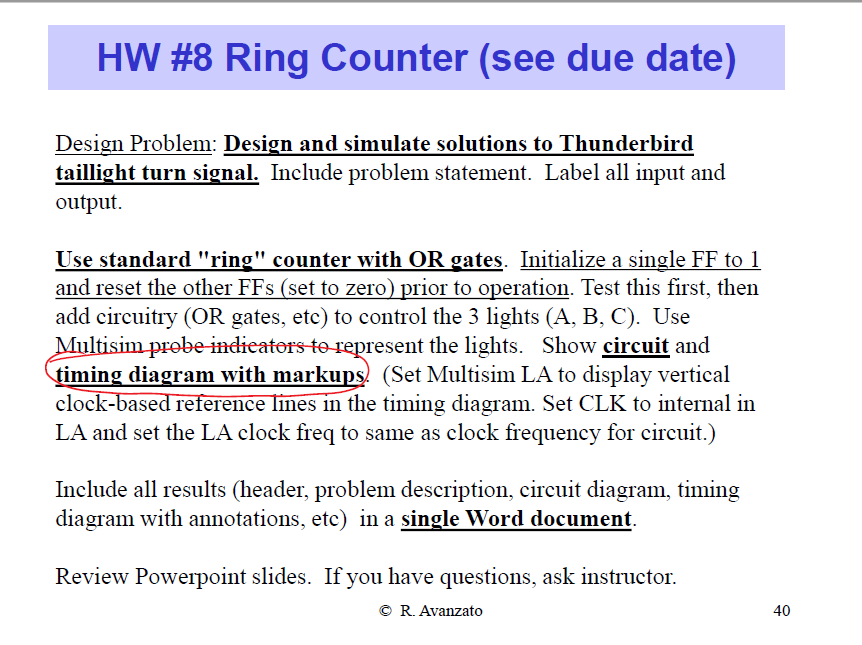 HW #8 Ring Counter (see due date)
Design Problem: Design and simulate solutions to Thunderbird
taillight turn signal.  Include problem statement.  Label all input and
output.
Use standard "ring" counter with OR gates.  Initialize a single FF to 1
and reset the other FFs (set to zero) prior to operation. Test this first, then
add circuitry (OR gates, etc) to control the 3 lights (A, B, C).  Use
Multisim probe indicators to represent the lights.   Show circuit and
timing diagram with markups.  (Set Multisim LA to display vertical
clock-based reference lines in the timing diagram. Set CLK to internal in
LA and set the LA clock freq to same as clock frequency for circuit.)
Include all results (header, problem description, circuit diagram, timing
diagram with annotations, etc)  in a single Word document.
Review Powerpoint slides.  If you have questions, ask instructor.
© R. Avanzato
40